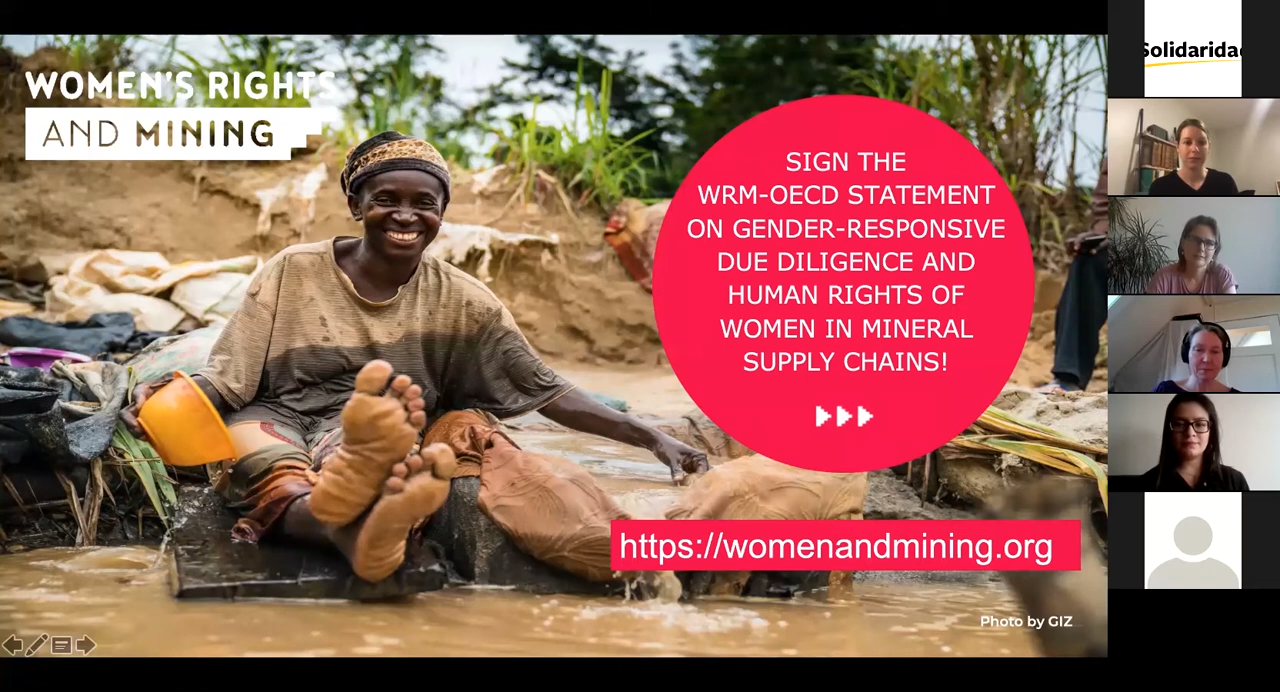 WOMEN'S RIGHTS
AND MINING
SIGN THE
WRM-OECD STATEMENT
ON GENDER-RESPONSIVE
DUE DILIGENCE AND
HUMAN RIGHTS OF
WOMEN IN MINERAL
SUPPLY CHAINS!
https://womenandmining.org
Photo by GIZ
Solidaridad